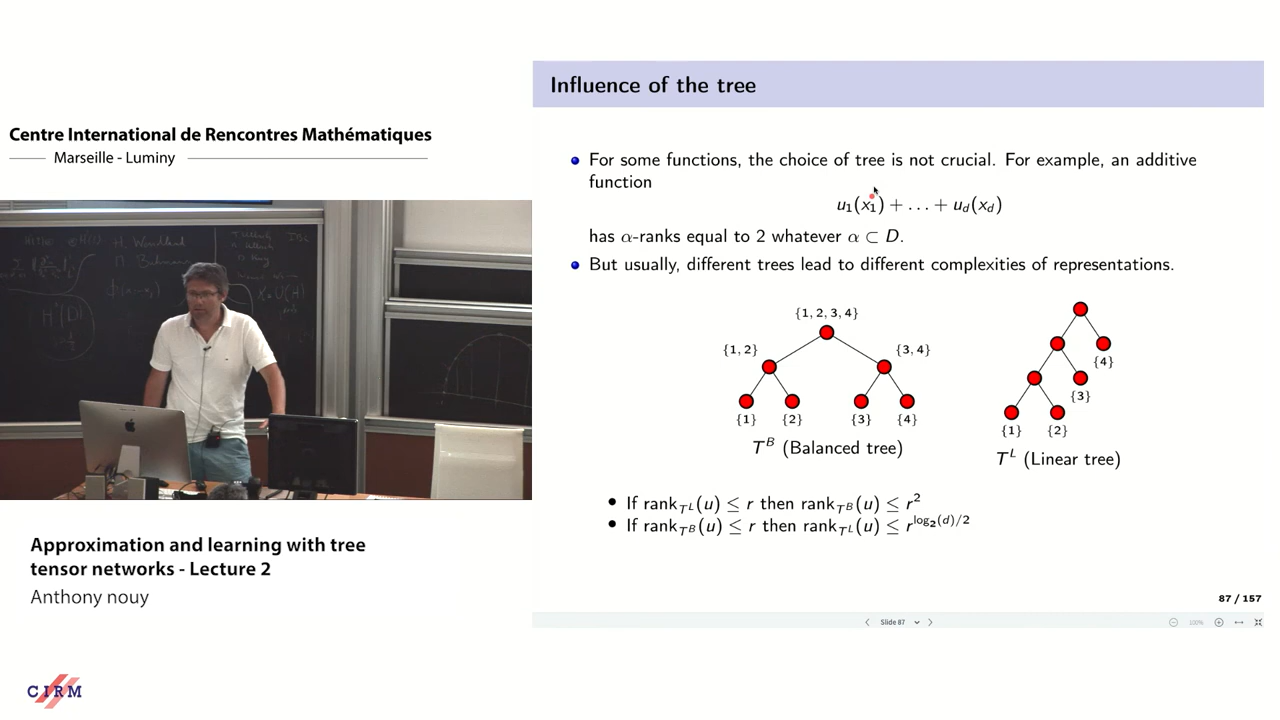 Centre International de Rencontres Mathématiques
Marseille - Luminy
Approximation and learning with tree
tensor networks - Lecture 2
Anthony nouy
CIRM
Influence of the tree
For some functions, the choice of tree is not crucial. For example, an additive
function
u₁(x₁) + … + u_d(x_d)
has α-ranks equal to 2 whatever α ⊂ D.
But usually, different trees lead to different complexities of representations.
{1, 2, 3, 4}
{1, 2} {3, 4}
{1} {2} {3} {4}
T^B (Balanced tree)
{4}
{3}
{1} {2}
T^L (Linear tree)
If rank_{T^L}(u) ≤ r then rank_{T^B}(u) ≤ r²
If rank_{T^B}(u) ≤ r then rank_{T^L}(u) ≤ r^{log₂(d)/2}
87 / 157
Slide 87
100%